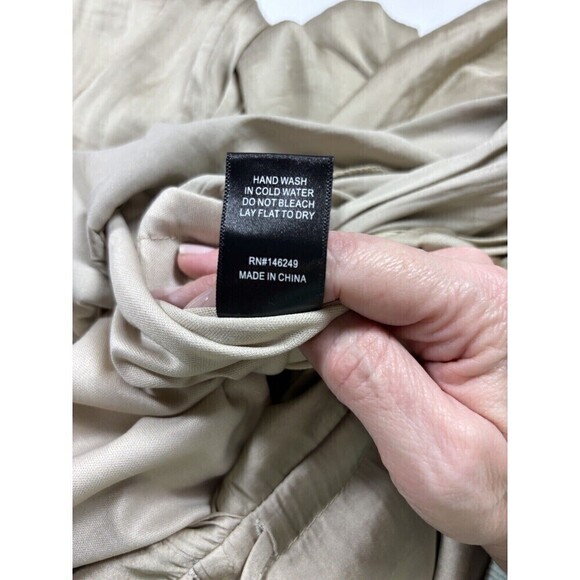 HAND WASH
IN COLD WATER
DO NOT BLEACH
LAY FLAT TO DRY
RN#146249
MADE IN CHINA